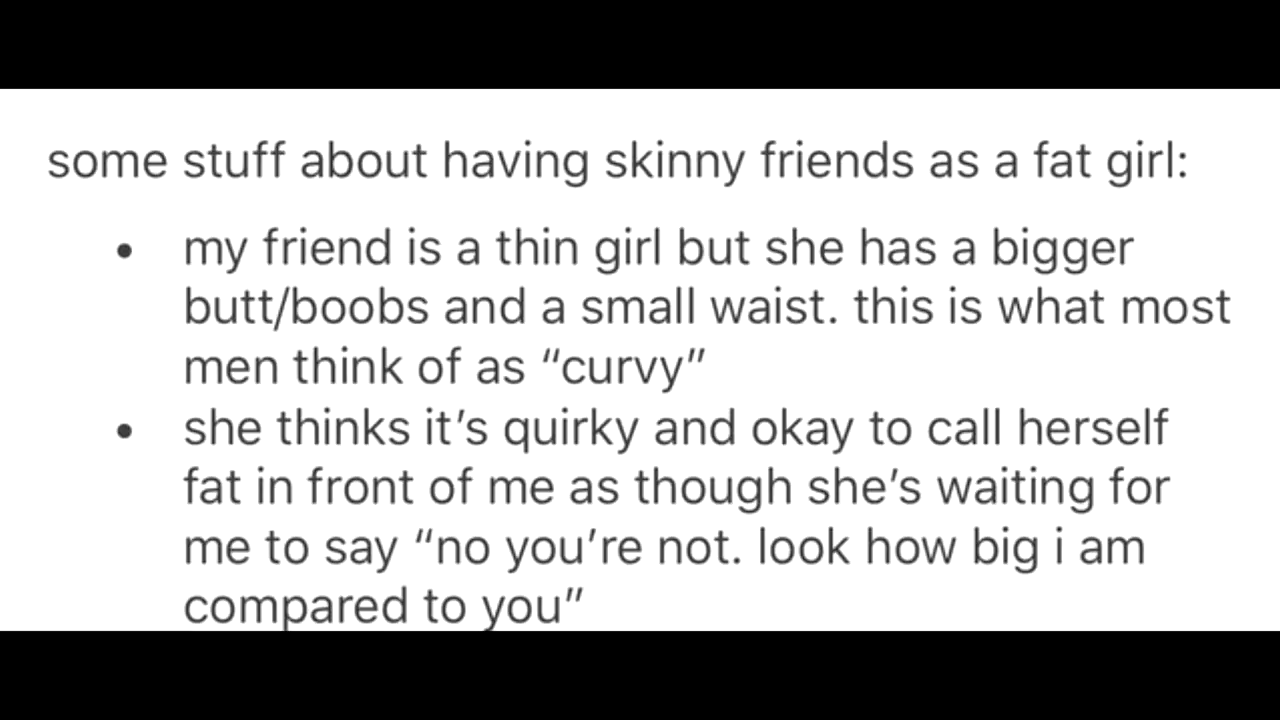 some stuff about having skinny friends as a fat girl:
• my friend is a thin girl but she has a bigger
butt/boobs and a small waist. this is what most
men think of as “curvy”
• she thinks it’s quirky and okay to call herself
fat in front of me as though she’s waiting for
me to say “no you’re not. look how big i am
compared to you”